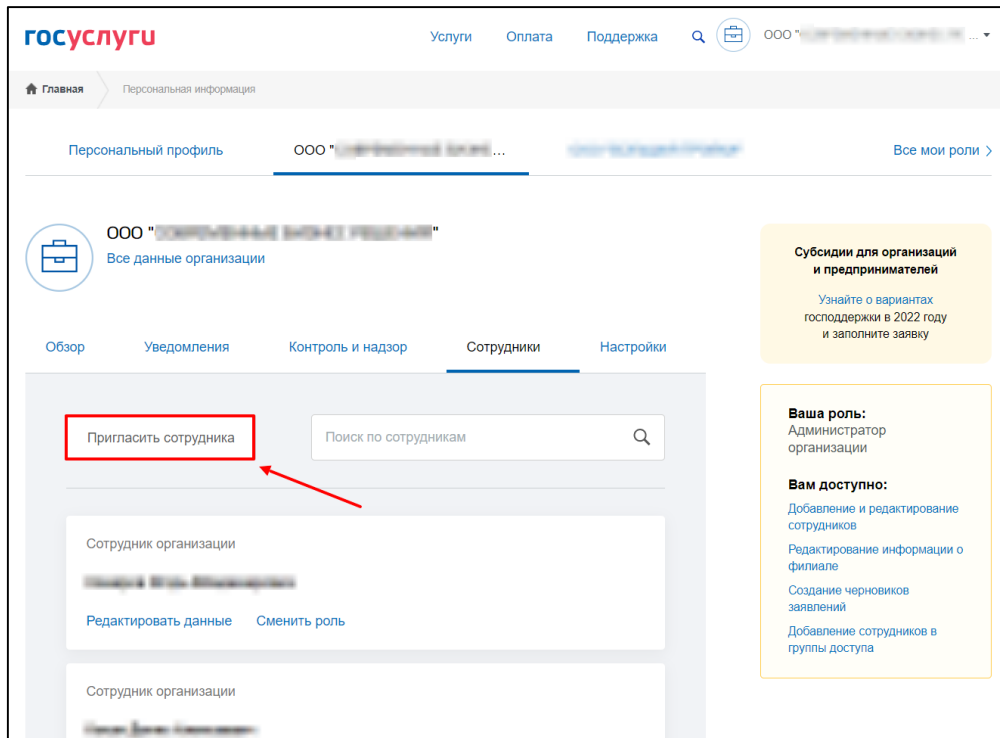 госуслуги
Услуги Оплата Поддержка ООО " ...
Главная Персональная информация
Персональный профиль ООО " ... Все мои роли
ООО " "
Все данные организации
Обзор Уведомления Контроль и надзор Сотрудники Настройки
Пригласить сотрудника Поиск по сотрудникам
Сотрудник организации
Редактировать данные Сменить роль
Сотрудник организации
Субсидии для организаций
и предпринимателей
Узнайте о вариантах
господдержки в 2022 году
и заполните заявку
Ваша роль:
Администратор
организации
Вам доступно:
Добавление и редактирование
сотрудников
Редактирование информации о
филиале
Создание черновиков
заявлений
Добавление сотрудников в
группы доступа